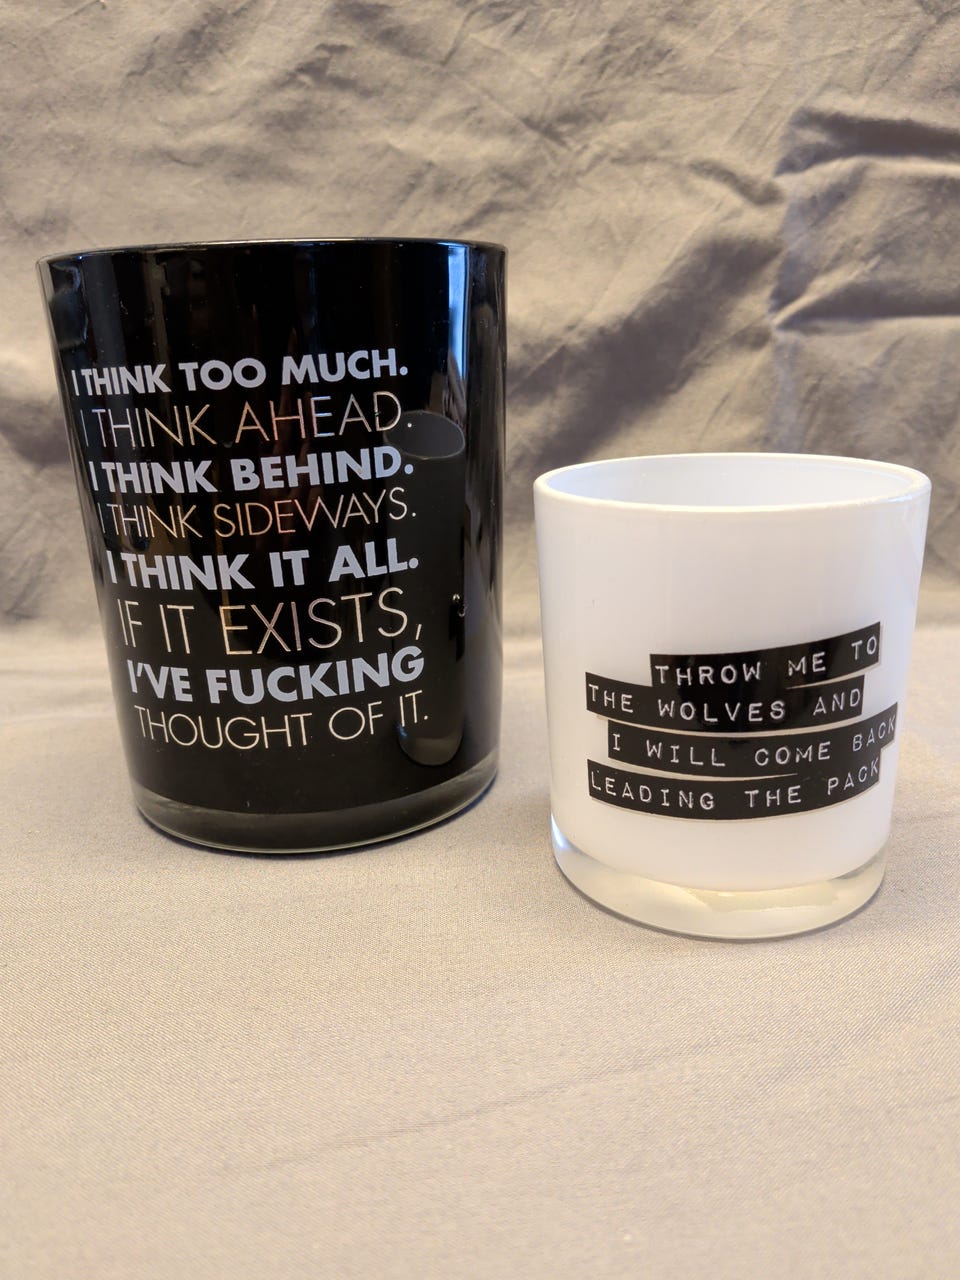 I THINK TOO MUCH.
I THINK AHEAD.
I THINK BEHIND.
I THINK SIDEWAYS.
I THINK IT ALL.
IF IT EXISTS,
I'VE FUCKING
THOUGHT OF IT.
THROW ME TO
THE WOLVES AND
I WILL COME BACK
LEADING THE PACK